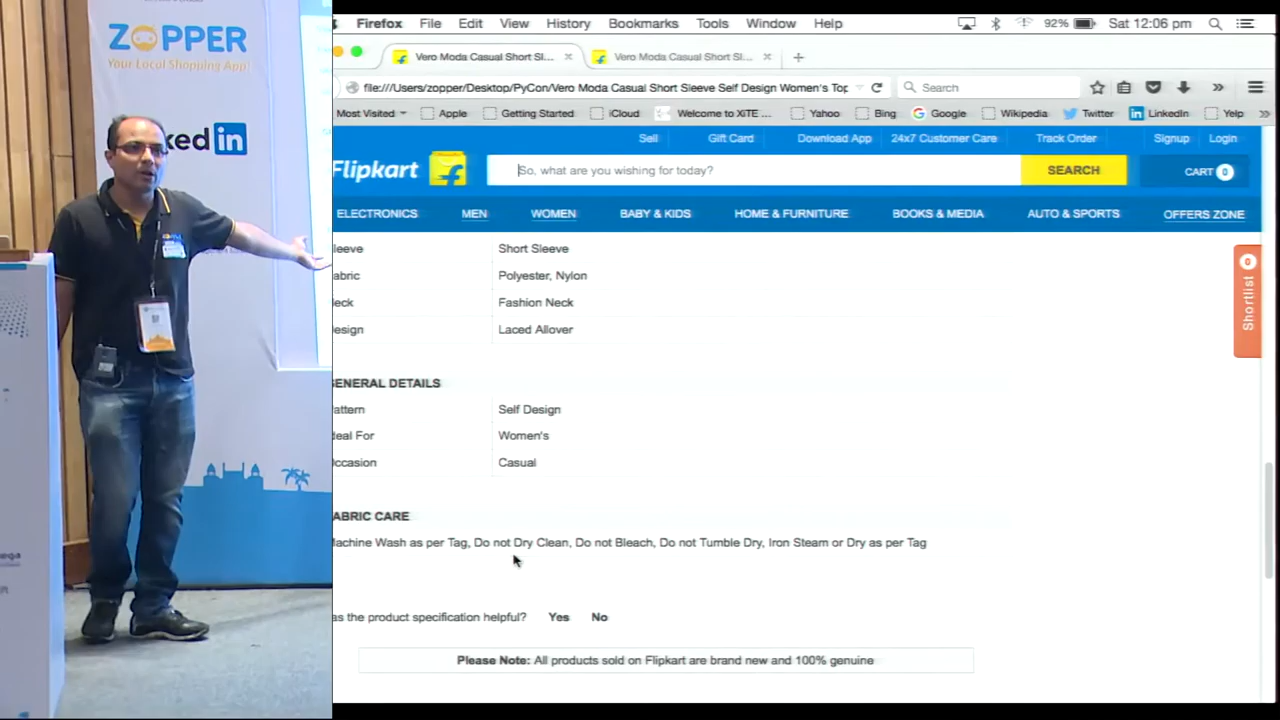 ZOPPER
Your Local Shopping App!
ked in
Firefox File Edit View History Bookmarks Tools Window Help 92% Sat 12:06 pm
Vero Moda Casual Short Sl... Vero Moda Casual Short Sl...
file:///Users/zopper/Desktop/PyCon/Vero Moda Casual Short Sleeve Self Design Women's Top Search
Most Visited Apple Getting Started iCloud Welcome to XiTE ... Yahoo Bing Google Wikipedia Twitter LinkedIn Yelp
Sell Gift Card Download App 24x7 Customer Care Track Order Signup Login
Flipkart So, what are you wishing for today? SEARCH CART 0
ELECTRONICS MEN WOMEN BABY & KIDS HOME & FURNITURE BOOKS & MEDIA AUTO & SPORTS OFFERS ZONE
leeve Short Sleeve
abric Polyester, Nylon
eck Fashion Neck
esign Laced Allover
Shortlist 0
ENERAL DETAILS
attern Self Design
deal For Women's
ccasion Casual
ABRIC CARE
achine Wash as per Tag, Do not Dry Clean, Do not Bleach, Do not Tumble Dry, Iron Steam or Dry as per Tag
as the product specification helpful? Yes No
Please Note: All products sold on Flipkart are brand new and 100% genuine